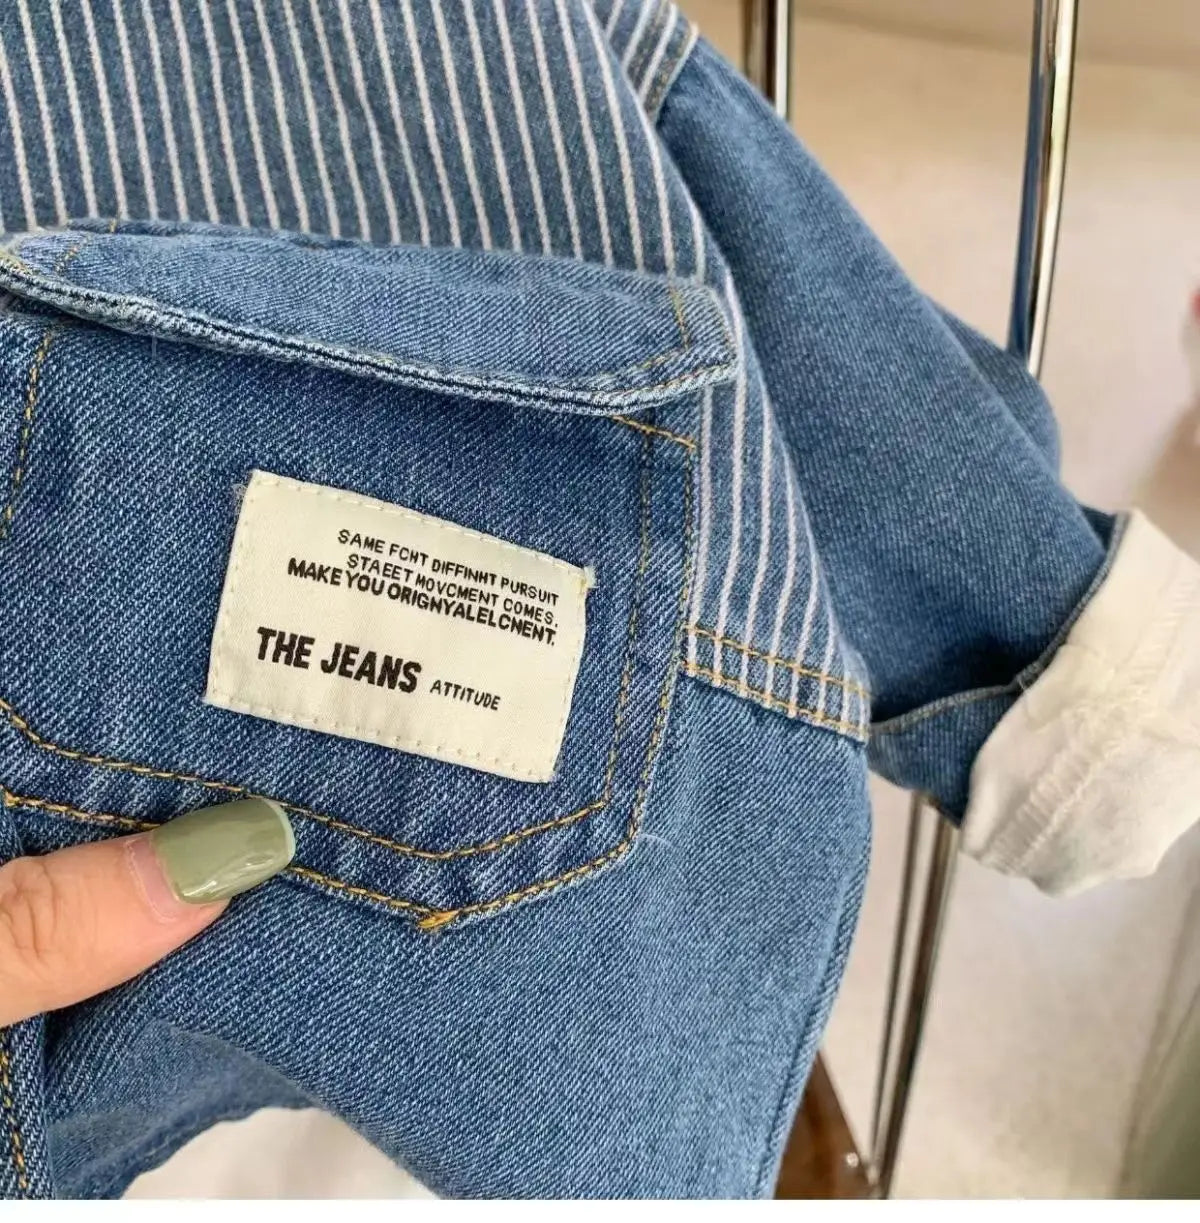 SAME FCHT DIFFINHT PURSUIT
STAEET MOVCMENT COMES.
MAKE YOU ORIGNYALELCNENT.
THE JEANS ATTITUDE